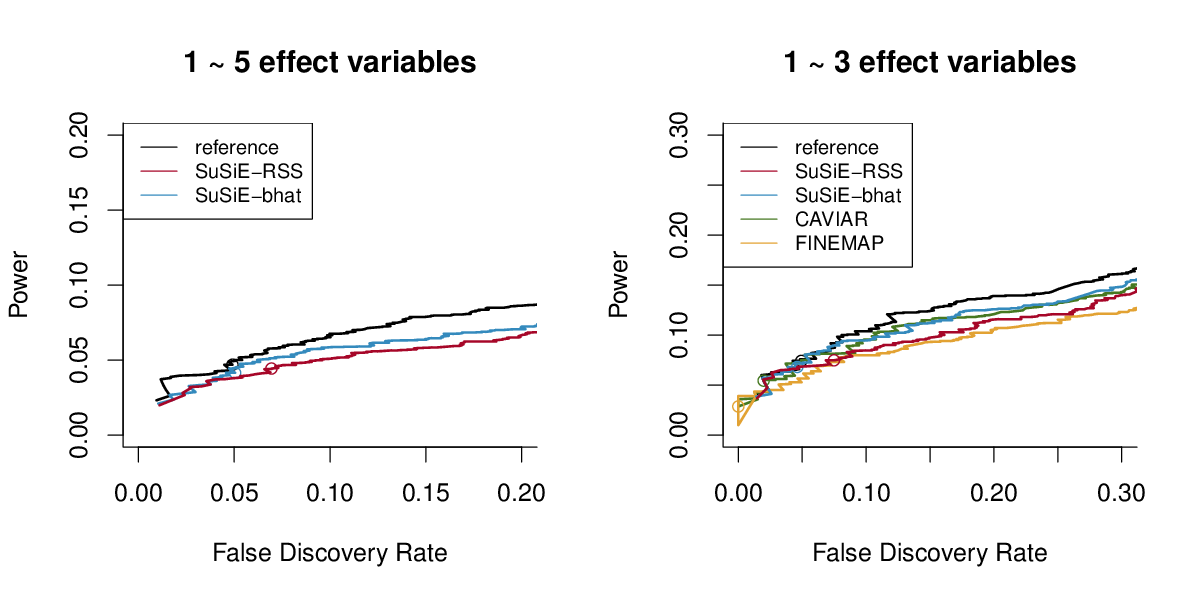 1 ~ 5 effect variables
reference
SuSiE−RSS
SuSiE−bhat
0.00
0.05
0.10
0.15
0.20
Power
0.00 0.05 0.10 0.15 0.20
False Discovery Rate
1 ~ 3 effect variables
reference
SuSiE−RSS
SuSiE−bhat
CAVIAR
FINEMAP
0.00
0.10
0.20
0.30
Power
0.00 0.10 0.20 0.30
False Discovery Rate